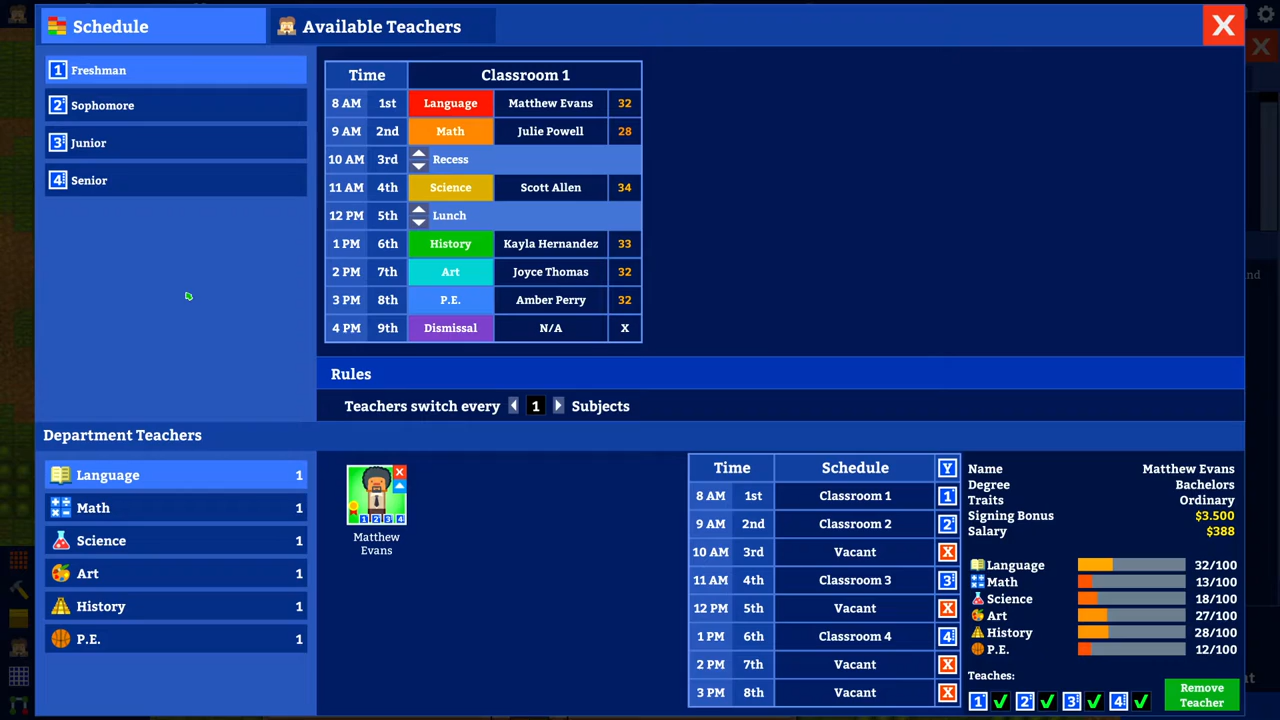 Schedule
Available Teachers
X
1 Freshman
2 Sophomore
3 Junior
4 Senior
Time Classroom 1
8 AM 1st Language Matthew Evans 32
9 AM 2nd Math Julie Powell 28
10 AM 3rd Recess
11 AM 4th Science Scott Allen 34
12 PM 5th Lunch
1 PM 6th History Kayla Hernandez 33
2 PM 7th Art Joyce Thomas 32
3 PM 8th P.E. Amber Perry 32
4 PM 9th Dismissal N/A X
Rules
Teachers switch every 1 Subjects
Department Teachers
Language 1
Math 1
Science 1
Art 1
History 1
P.E. 1
1 2 3 4
Matthew
Evans
Time Schedule Y
8 AM 1st Classroom 1 1
9 AM 2nd Classroom 2 2
10 AM 3rd Vacant X
11 AM 4th Classroom 3 3
12 PM 5th Vacant X
1 PM 6th Classroom 4 4
2 PM 7th Vacant X
3 PM 8th Vacant X
Name Matthew Evans
Degree Bachelors
Traits Ordinary
Signing Bonus $3.500
Salary $388
Language 32/100
Math 13/100
Science 18/100
Art 27/100
History 28/100
P.E. 12/100
Teaches:
1 2 3 4
Remove
Teacher